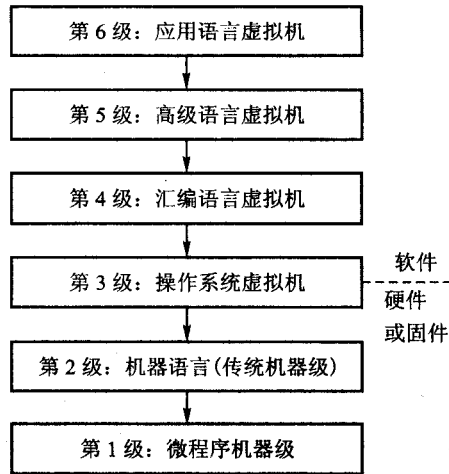 第6级：应用语言虚拟机
第5级：高级语言虚拟机
第4级：汇编语言虚拟机
第3级：操作系统虚拟机
软件
硬件
或固件
第2级：机器语言(传统机器级)
第1级：微程序机器级